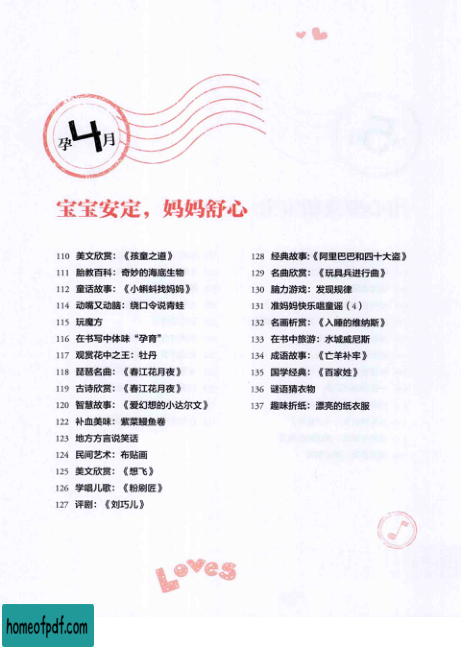 孕4月
宝宝安定，妈妈舒心
110 美文欣赏：《孩童之道》
111 胎教百科：奇妙的海底生物
112 童话故事：《小蝌蚪找妈妈》
114 动嘴又动脑：绕口令说青蛙
115 玩魔方
116 在书写中体味“孕育”
117 观赏花中之王：牡丹
118 琵琶名曲：《春江花月夜》
119 古诗欣赏：《春江花月夜》
120 智慧故事：《爱幻想的小达尔文》
122 补血美味：紫菜鳗鱼卷
123 地方方言说笑话
124 民间艺术：布贴画
125 美文欣赏：《想飞》
126 学唱儿歌：《粉刷匠》
127 评剧：《刘巧儿》
128 经典故事：《阿里巴巴和四十大盗》
129 名曲欣赏：《玩具兵进行曲》
130 脑力游戏：发现规律
131 准妈妈快乐唱童谣（4）
132 名画析赏：《入睡的维纳斯》
133 在书中旅游：水城威尼斯
134 成语故事：《亡羊补牢》
135 国学经典：《百家姓》
136 谜语猜衣物
137 趣味折纸：漂亮的纸衣服
Loves
homeofpdf.com